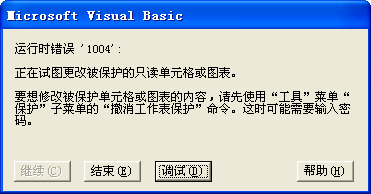 Microsoft Visual Basic
运行时错误 '1004':
正在试图更改被保护的只读单元格或图表。
要想修改被保护单元格或图表的内容,请先使用“工具”菜单“
保护”子菜单的“撤消工作表保护”命令。这时可能需要输入密
码。
继续(C) 结束(E) 调试(D) 帮助(H)